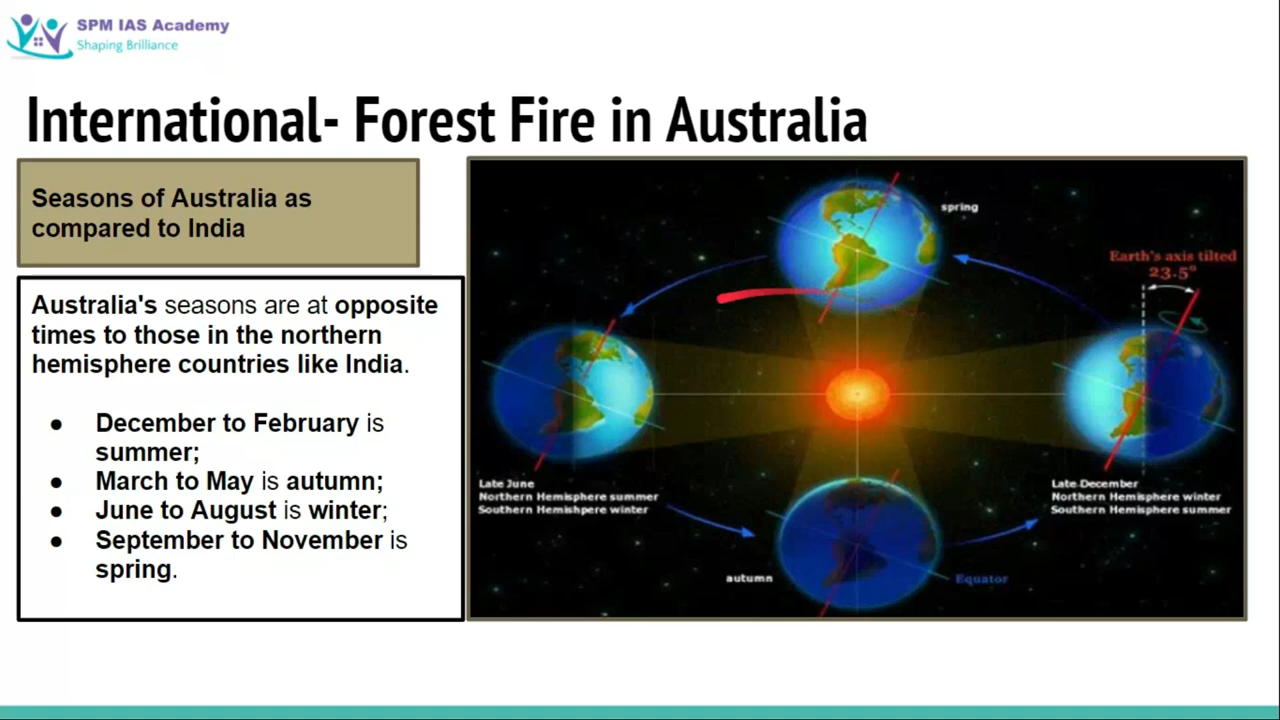 SPM IAS Academy
Shaping Brilliance
International- Forest Fire in Australia
Seasons of Australia as
compared to India
Australia's seasons are at opposite
times to those in the northern
hemisphere countries like India.
● December to February is
summer;
● March to May is autumn;
● June to August is winter;
● September to November is
spring.
spring
Earth's axis tilted
23.5°
Late June
Northern Hemisphere summer
Southern Hemishpere winter
Late December
Northern Hemisphere winter
Southern Hemisphere summer
autumn
Equator